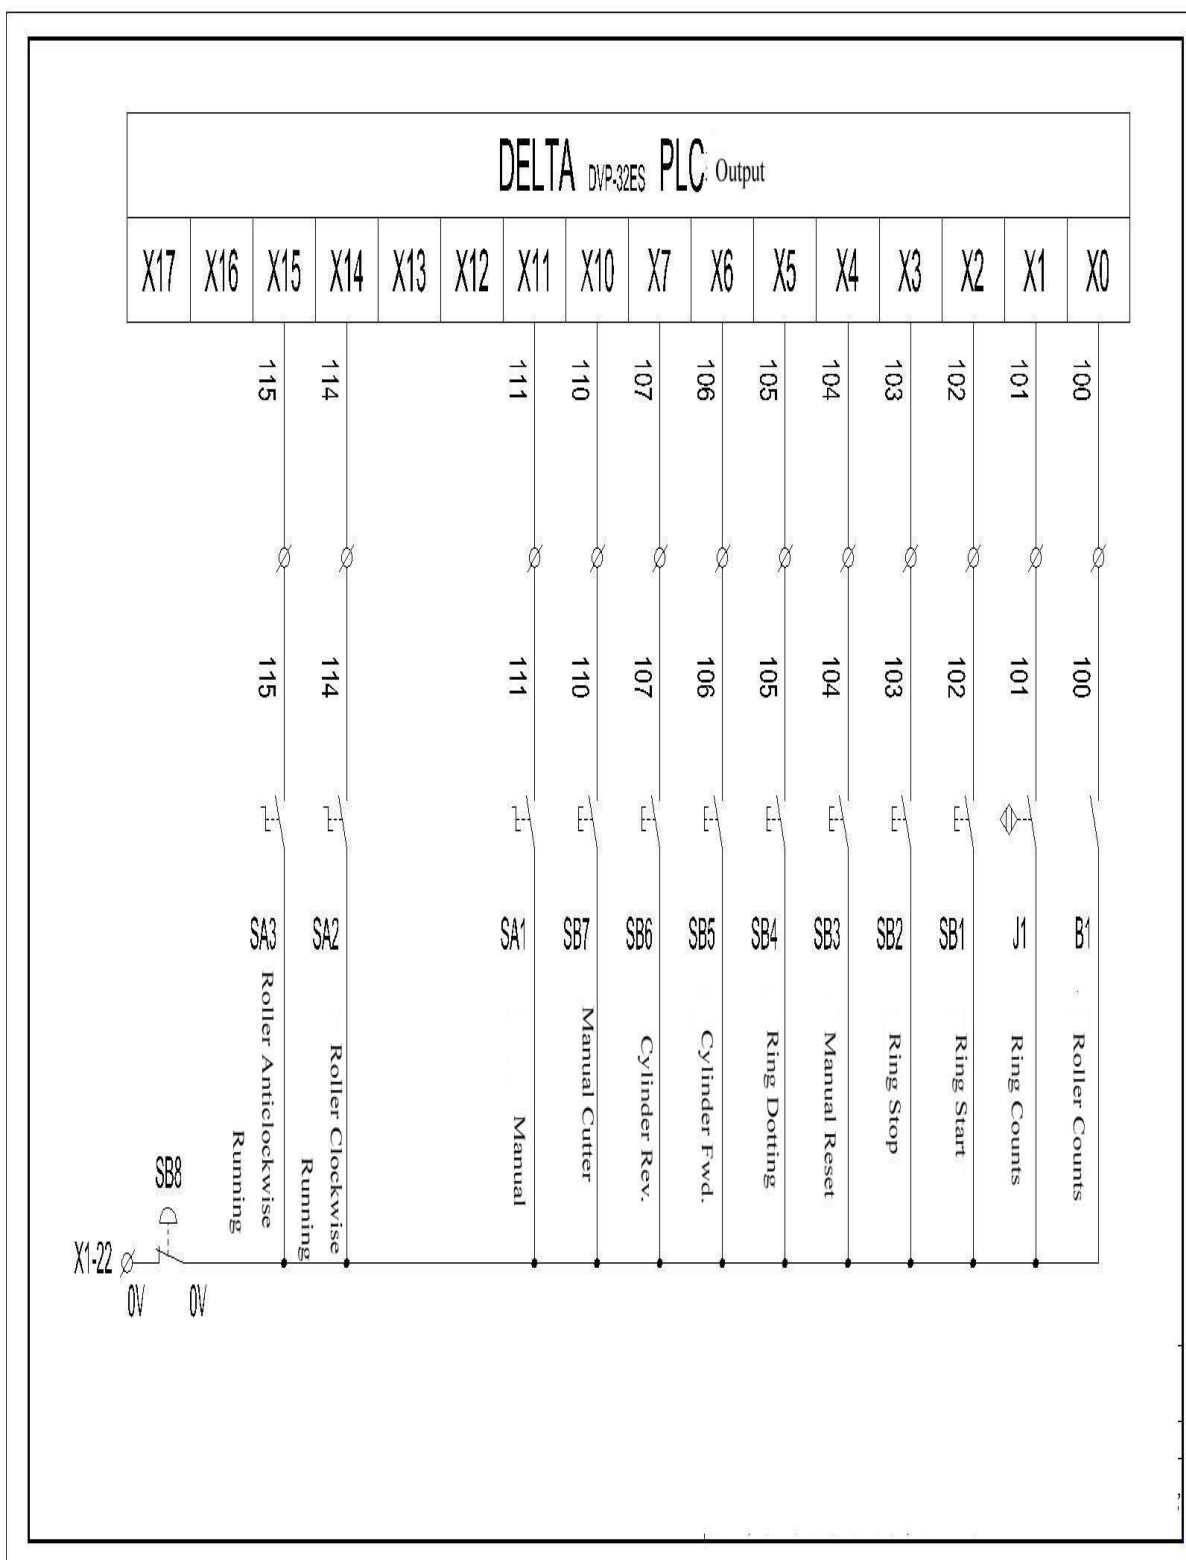 DELTA DVP-32ES PLC: Output
X17 X16 X15 X14 X13 X12 X11 X10 X7 X6 X5 X4 X3 X2 X1 X0
115 114 111 110 107 106 105 104 103 102 101 100
115 114 111 110 107 106 105 104 103 102 101 100
SA3 SA2 SA1 SB7 SB6 SB5 SB4 SB3 SB2 SB1 J1 B1
Roller Anticlockwise
Running
Roller Clockwise
Running
Manual
Manual Cutter
Cylinder Rev.
Cylinder Fwd.
Ring Dotting
Manual Reset
Ring Stop
Ring Start
Ring Counts
Roller Counts
SB8
X1-22
0V 0V